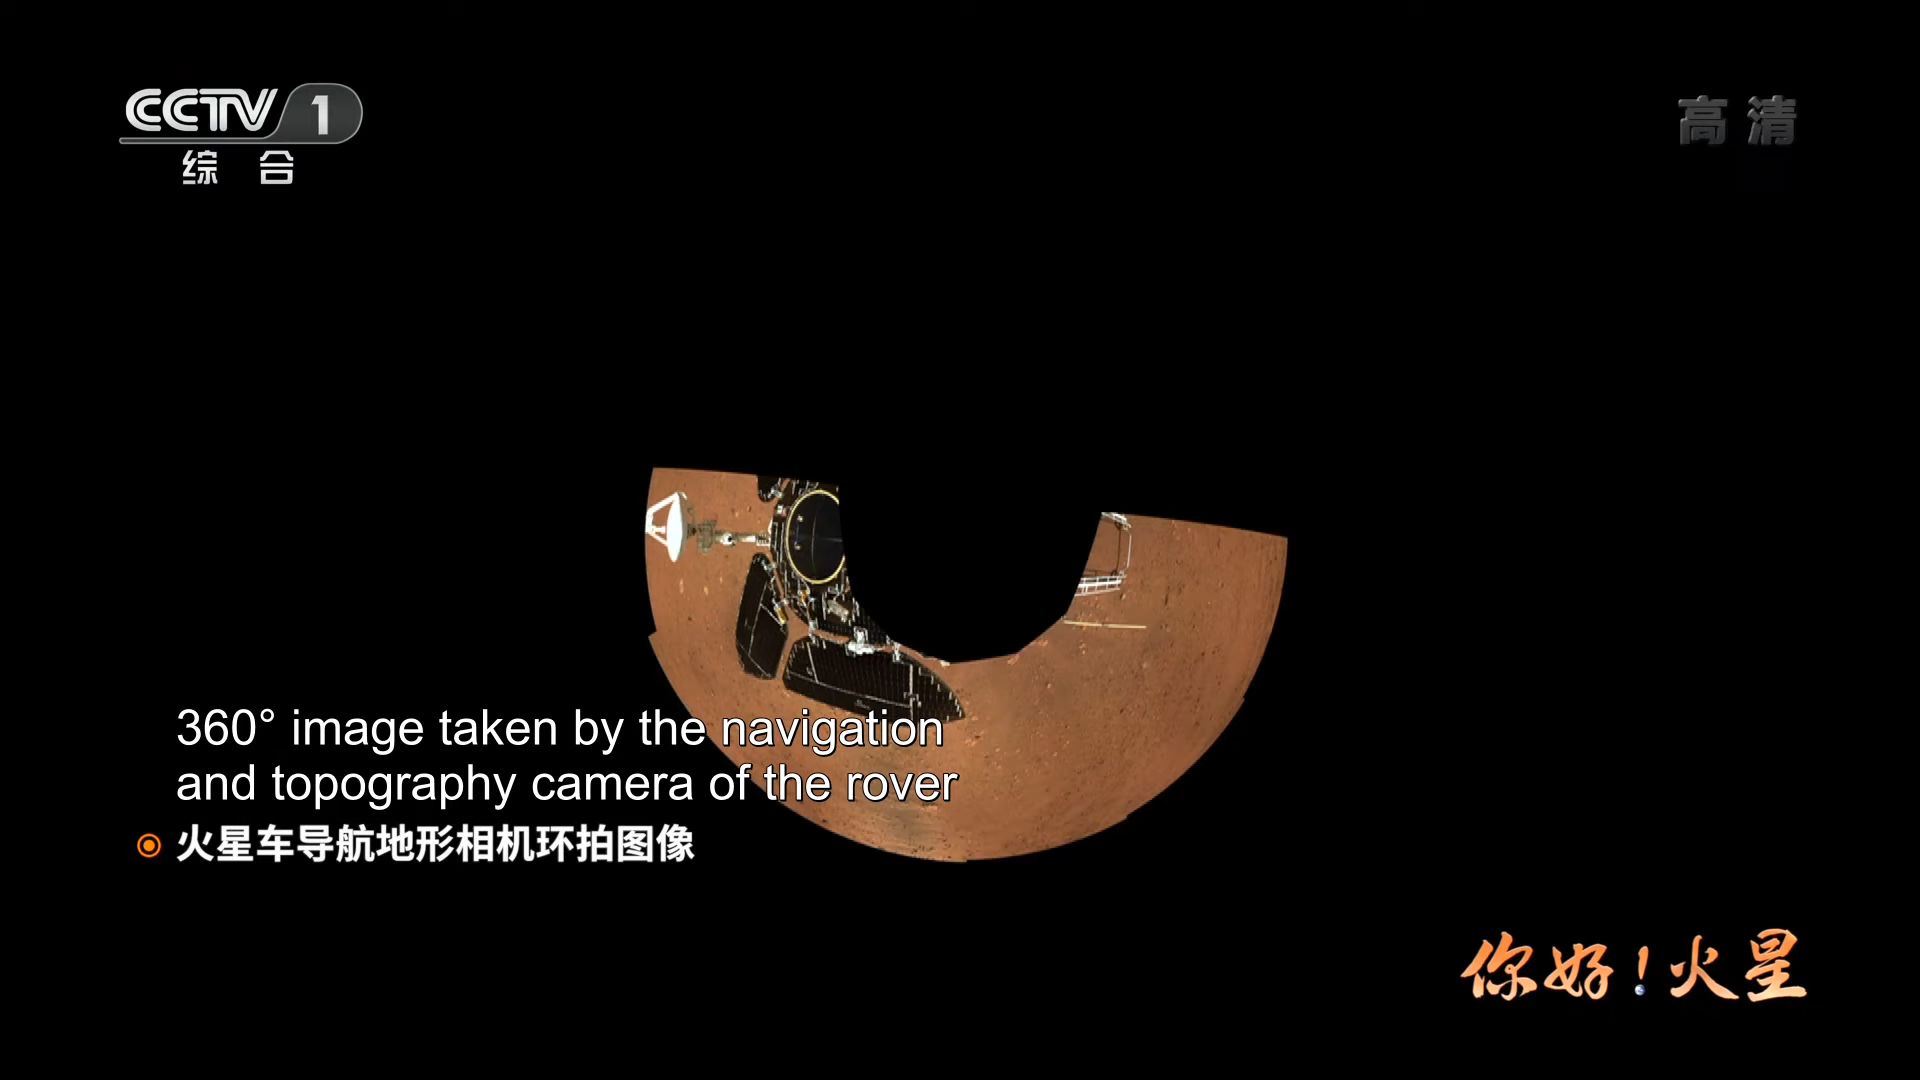 CCTV 1
综合
高清
360° image taken by the navigation
and topography camera of the rover
火星车导航地形相机环拍图像
你好！火星